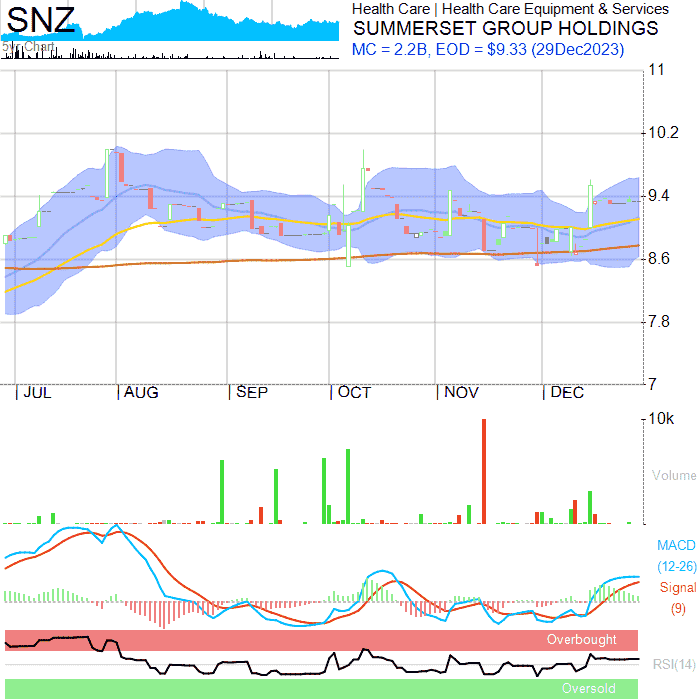 SNZ
5yr Chart
Health Care | Health Care Equipment & Services
SUMMERSET GROUP HOLDINGS
MC = 2.2B, EOD = $9.33 (29Dec2023)
11
10.2
9.4
8.6
7.8
7
JUL AUG SEP OCT NOV DEC
10k
Volume
MACD
(12-26)
Signal
(9)
Overbought
RSI(14)
Oversold